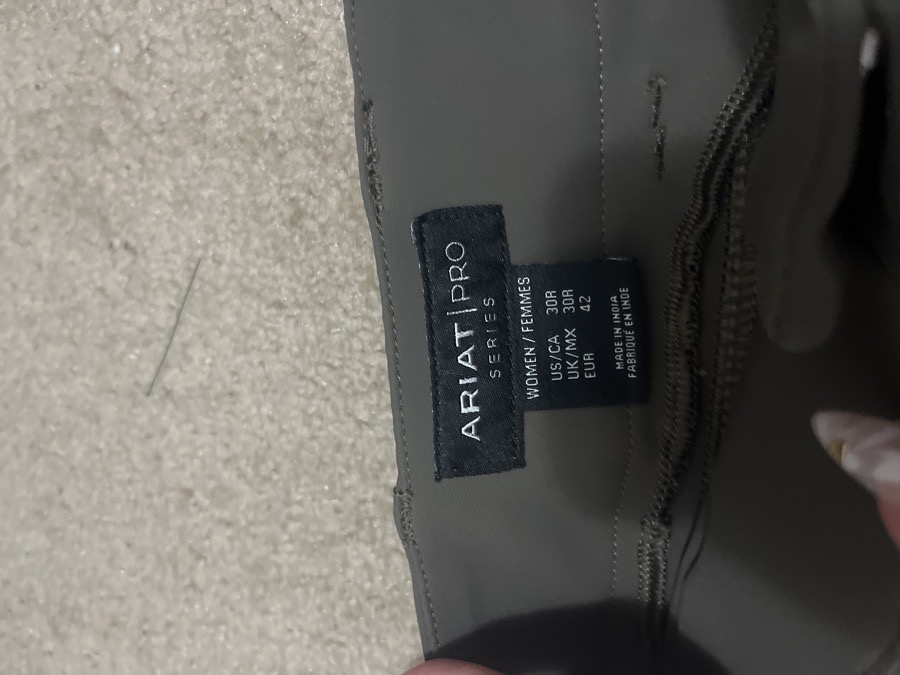 ARIAT | PRO
SERIES
WOMEN / FEMMES
US/CA 30R
UK/MX 30R
EUR 42
MADE IN INDIA
FABRIQUÉ EN INDE